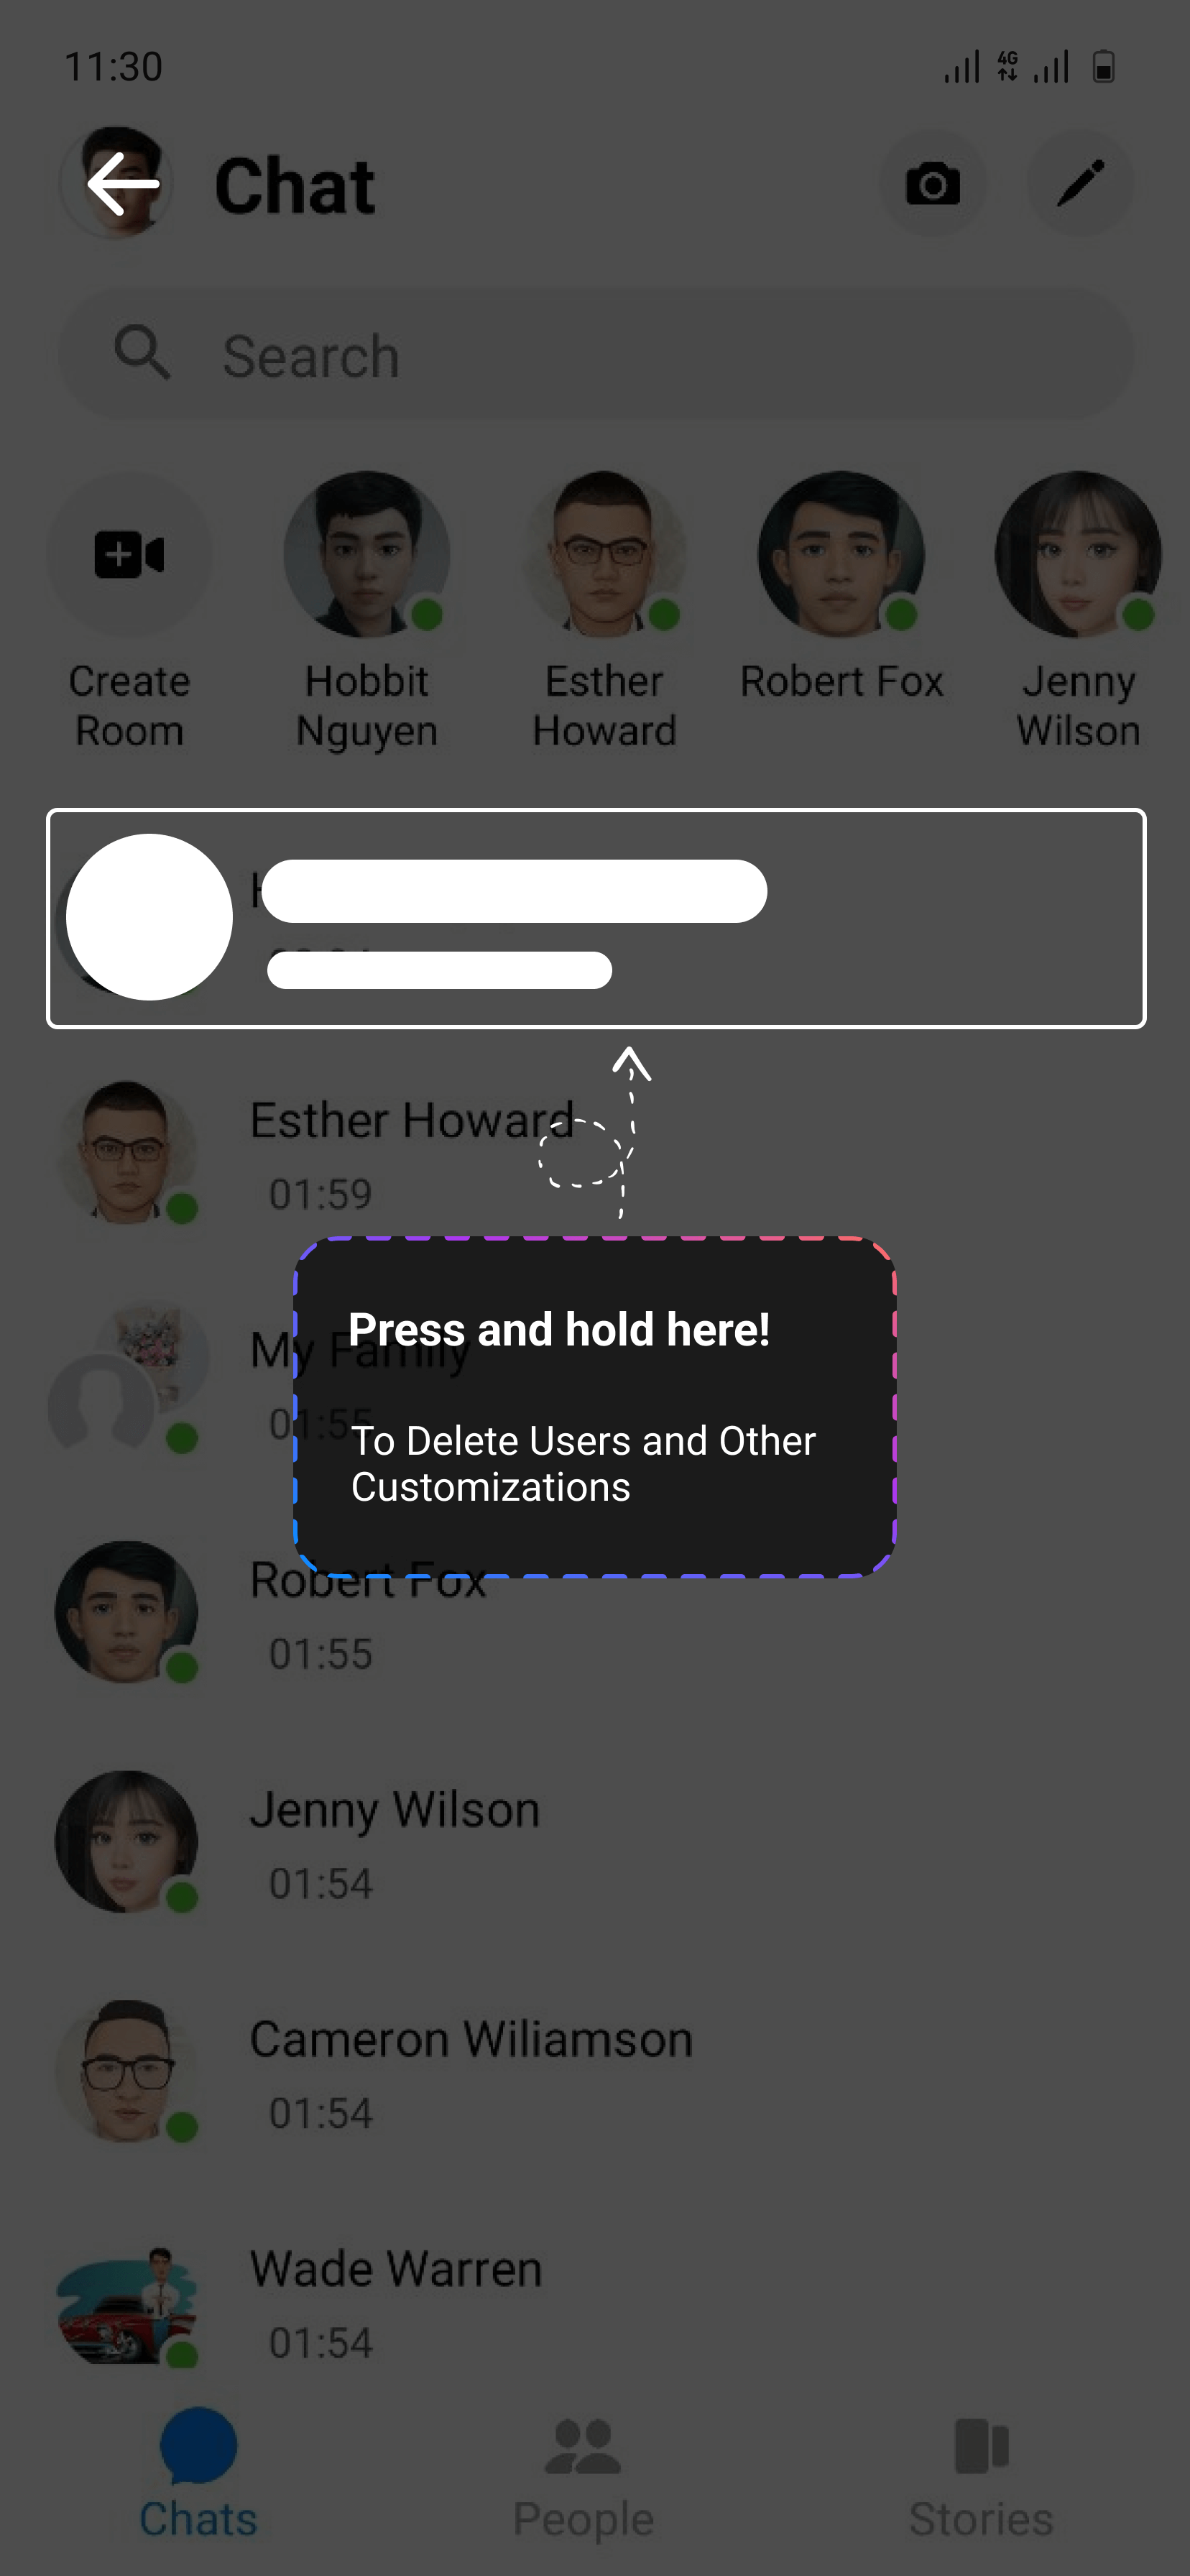 11:30
4G
Chat
Search
Create
Room
Hobbit
Nguyen
Esther
Howard
Robert Fox
Jenny
Wilson
Esther Howard
01:59
My Family
01:55
Press and hold here!
To Delete Users and Other
Customizations
Robert Fox
01:55
Jenny Wilson
01:54
Cameron Wiliamson
01:54
Wade Warren
01:54
Chats
People
Stories